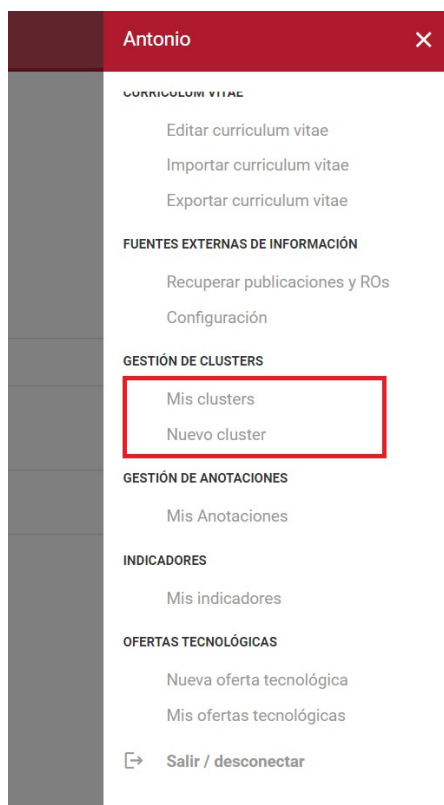 Antonio
CURRICULUM VITAE
Editar curriculum vitae
Importar curriculum vitae
Exportar curriculum vitae
FUENTES EXTERNAS DE INFORMACIÓN
Recuperar publicaciones y ROs
Configuración
GESTIÓN DE CLUSTERS
Mis clusters
Nuevo cluster
GESTIÓN DE ANOTACIONES
Mis Anotaciones
INDICADORES
Mis indicadores
OFERTAS TECNOLÓGICAS
Nueva oferta tecnológica
Mis ofertas tecnológicas
Salir / desconectar